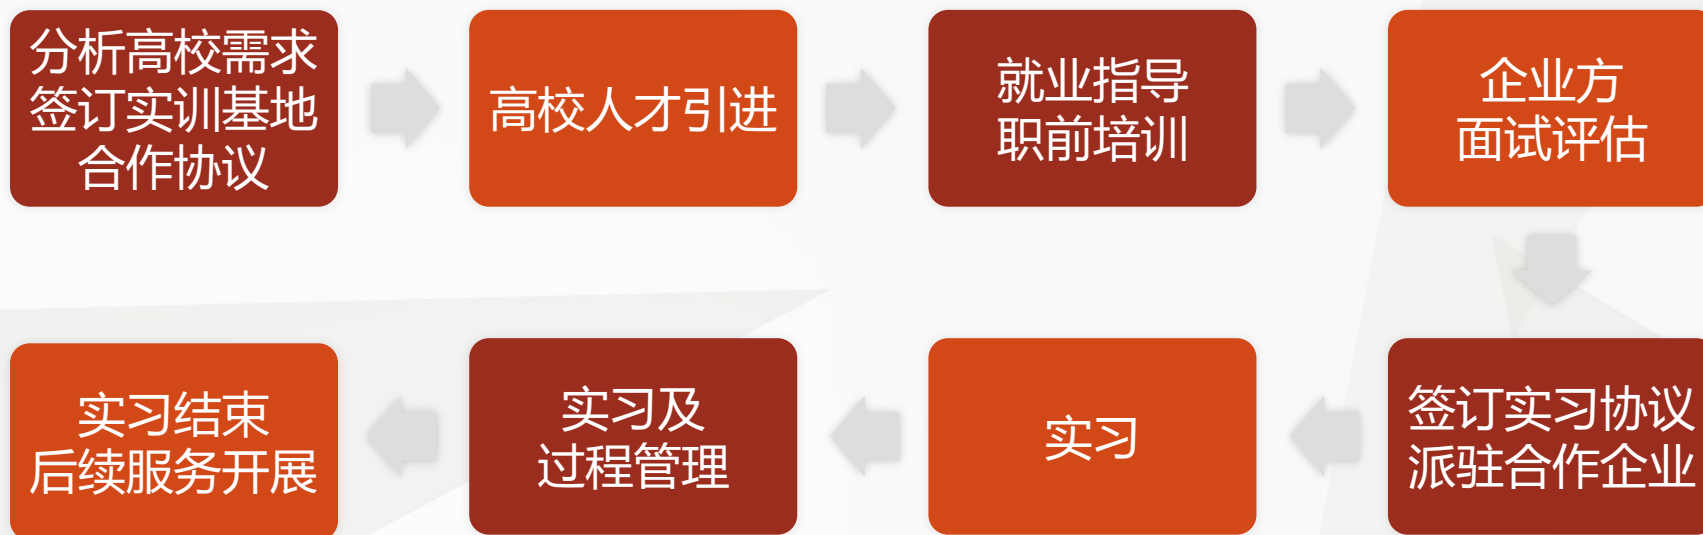 分析高校需求
签订实训基地
合作协议
高校人才引进
就业指导
职前培训
企业方
面试评估
签订实习协议
派驻合作企业
实习
实习及
过程管理
实习结束
后续服务开展